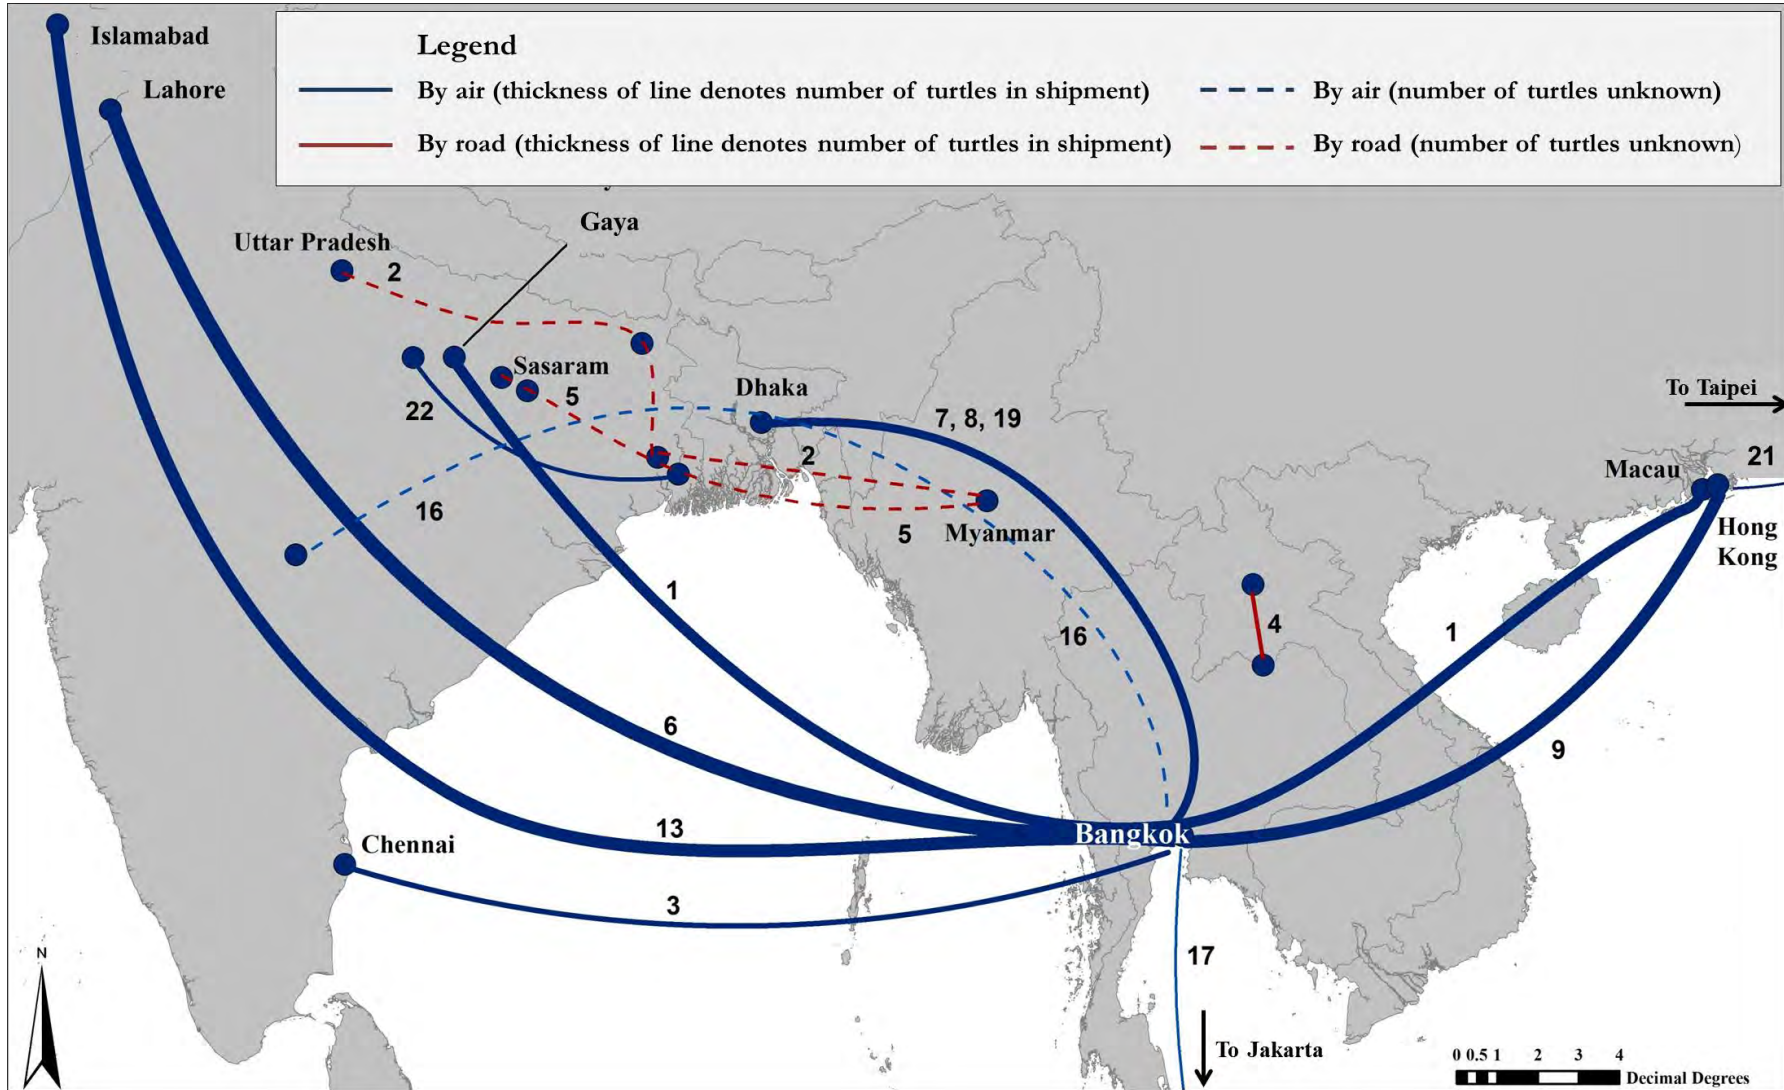 Islamabad
Lahore
Legend
By air (thickness of line denotes number of turtles in shipment)
By air (number of turtles unknown)
By road (thickness of line denotes number of turtles in shipment)
By road (number of turtles unknown)
Gaya
Uttar Pradesh
2
Sasaram
5
22
Dhaka
7, 8, 19
To Taipei
21
Macau
Hong
Kong
2
16
5
Myanmar
1
16
4
1
6
9
13
Bangkok
Chennai
3
17
N
To Jakarta
0 0.5 1 2 3 4
Decimal Degrees